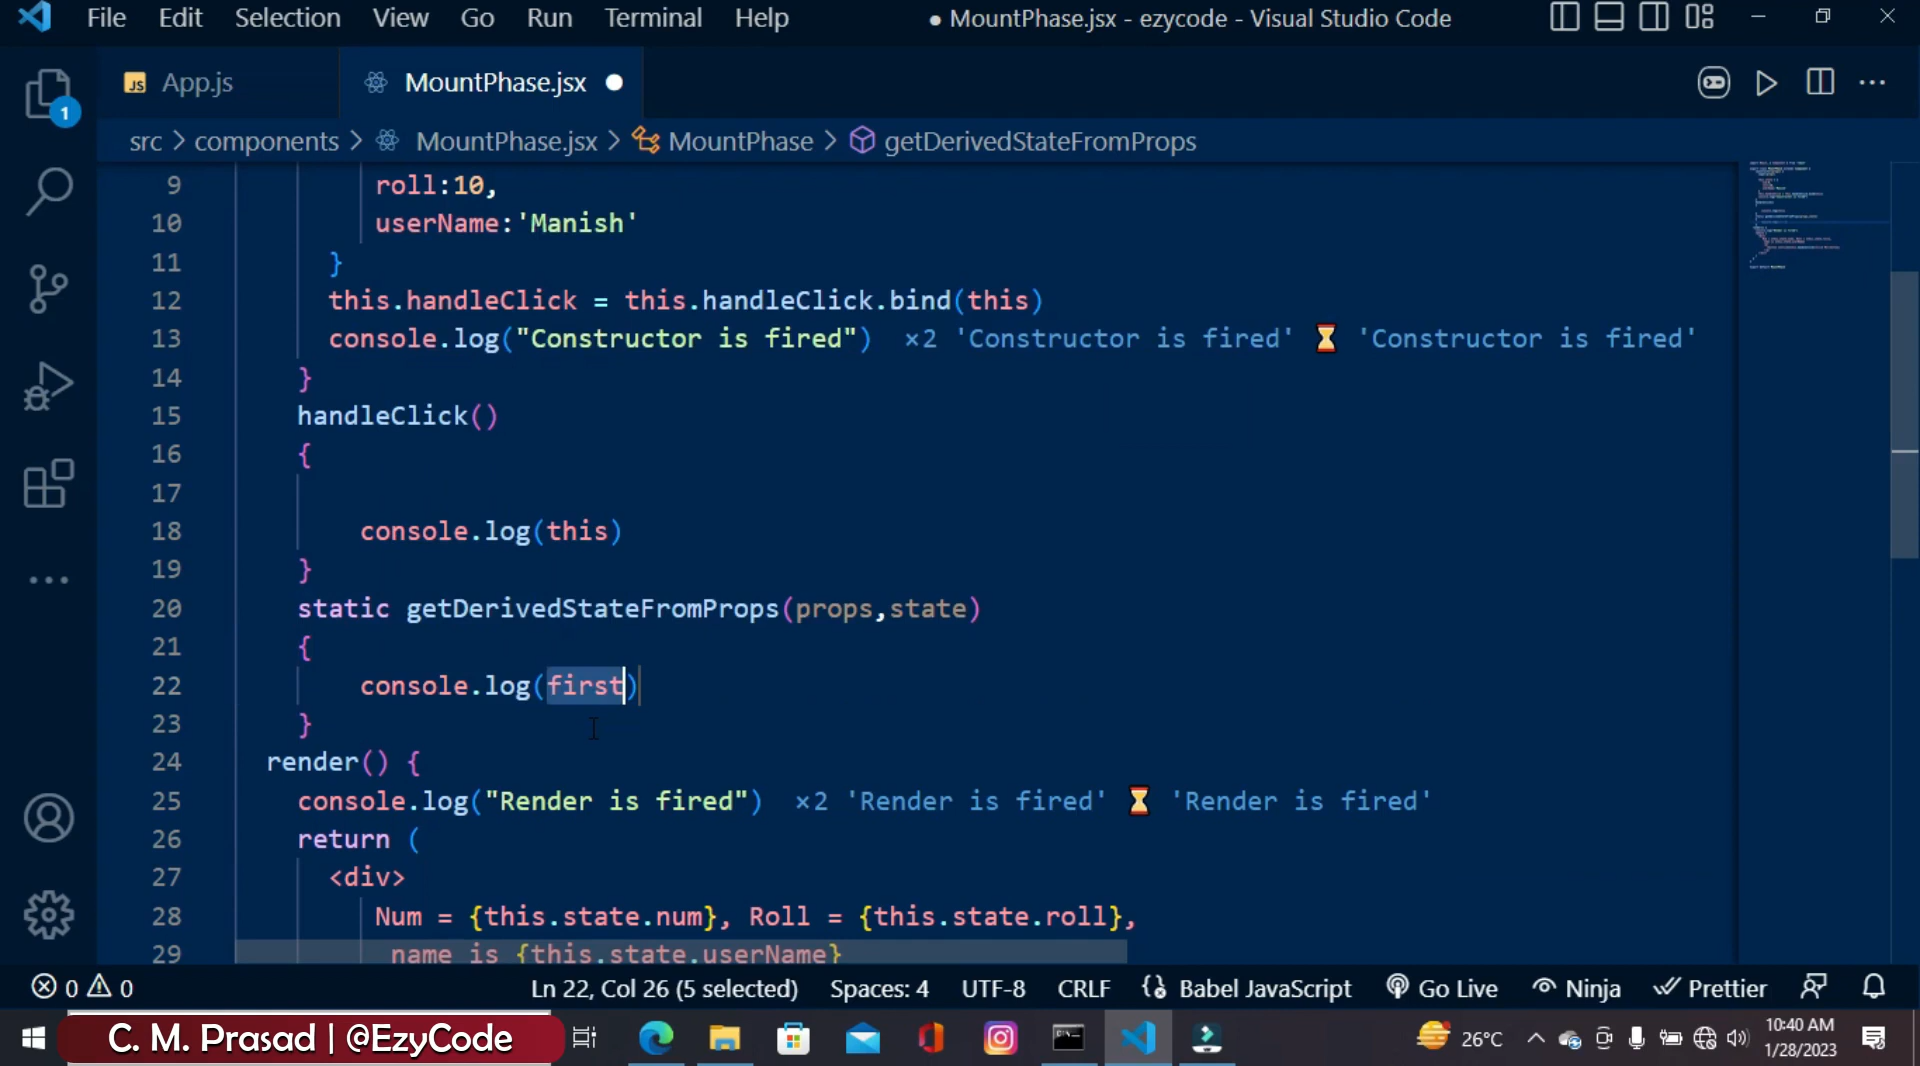 File Edit Selection View Go Run Terminal Help
● MountPhase.jsx - ezycode - Visual Studio Code
1
JS App.js
MountPhase.jsx
src > components > MountPhase.jsx > MountPhase > getDerivedStateFromProps
9 roll:10,
10 userName:'Manish'
11 }
12 this.handleClick = this.handleClick.bind(this)
13 console.log("Constructor is fired") ×2 'Constructor is fired' ⏳ 'Constructor is fired'
14 }
15 handleClick()
16 {
17
18 console.log(this)
19 }
20 static getDerivedStateFromProps(props,state)
21 {
22 console.log(first)
23 }
24 render() {
25 console.log("Render is fired") ×2 'Render is fired' ⏳ 'Render is fired'
26 return (
27 <div>
28 Num = {this.state.num}, Roll = {this.state.roll},
29 name is {this.state.userName}
0 0 Ln 22, Col 26 (5 selected) Spaces: 4 UTF-8 CRLF Babel JavaScript Go Live Ninja Prettier
C. M. Prasad | @EzyCode
26°C
10:40 AM
1/28/2023